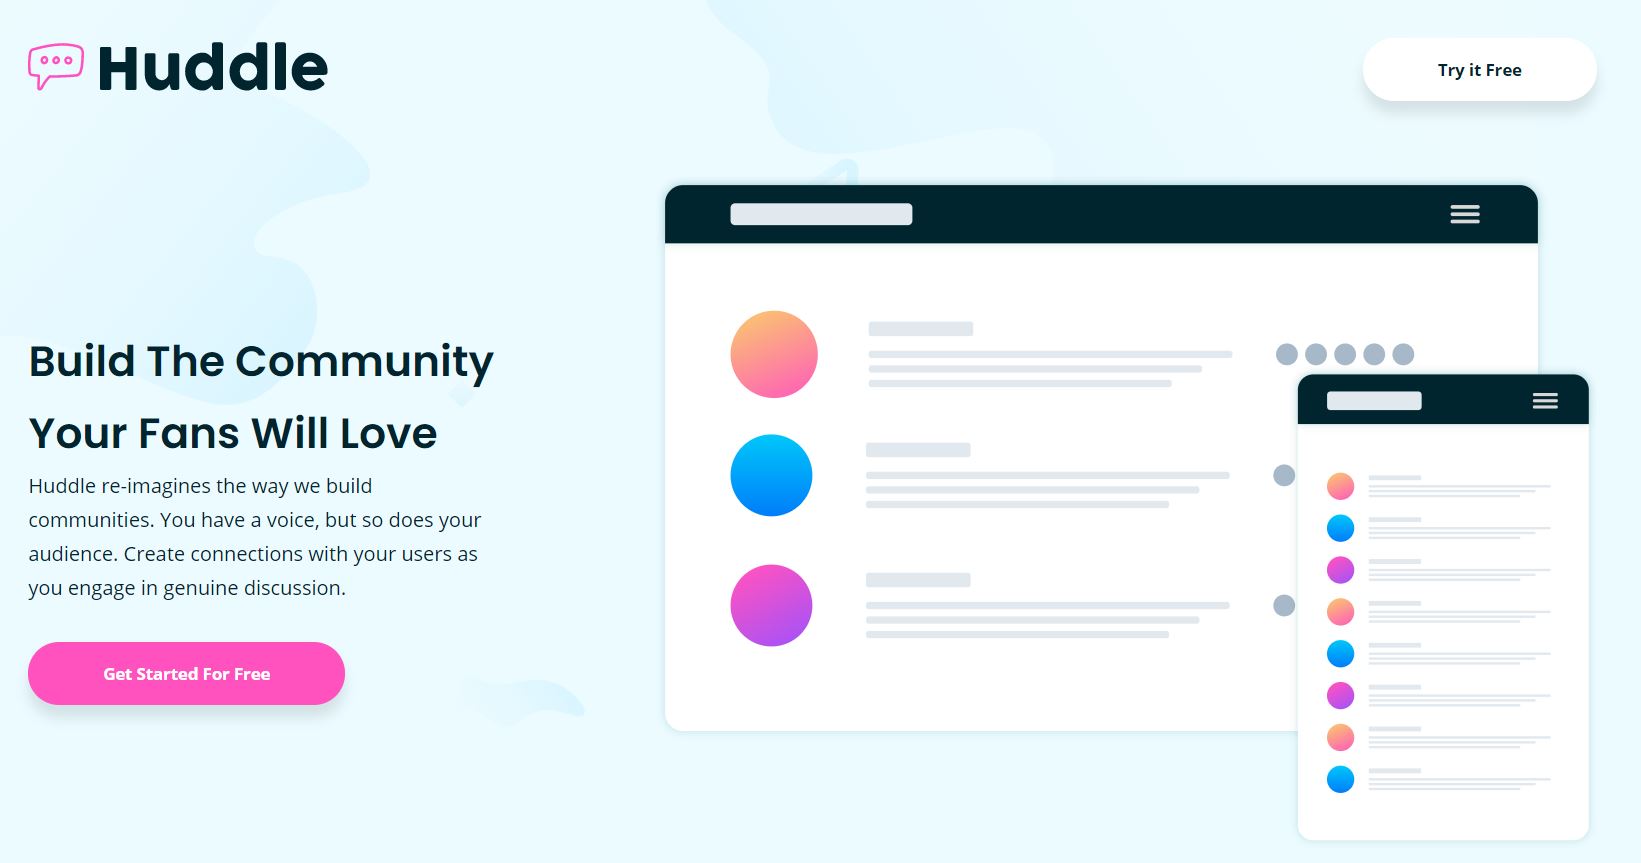 Huddle
Try it Free
Build The Community
Your Fans Will Love
Huddle re-imagines the way we build
communities. You have a voice, but so does your
audience. Create connections with your users as
you engage in genuine discussion.
Get Started For Free